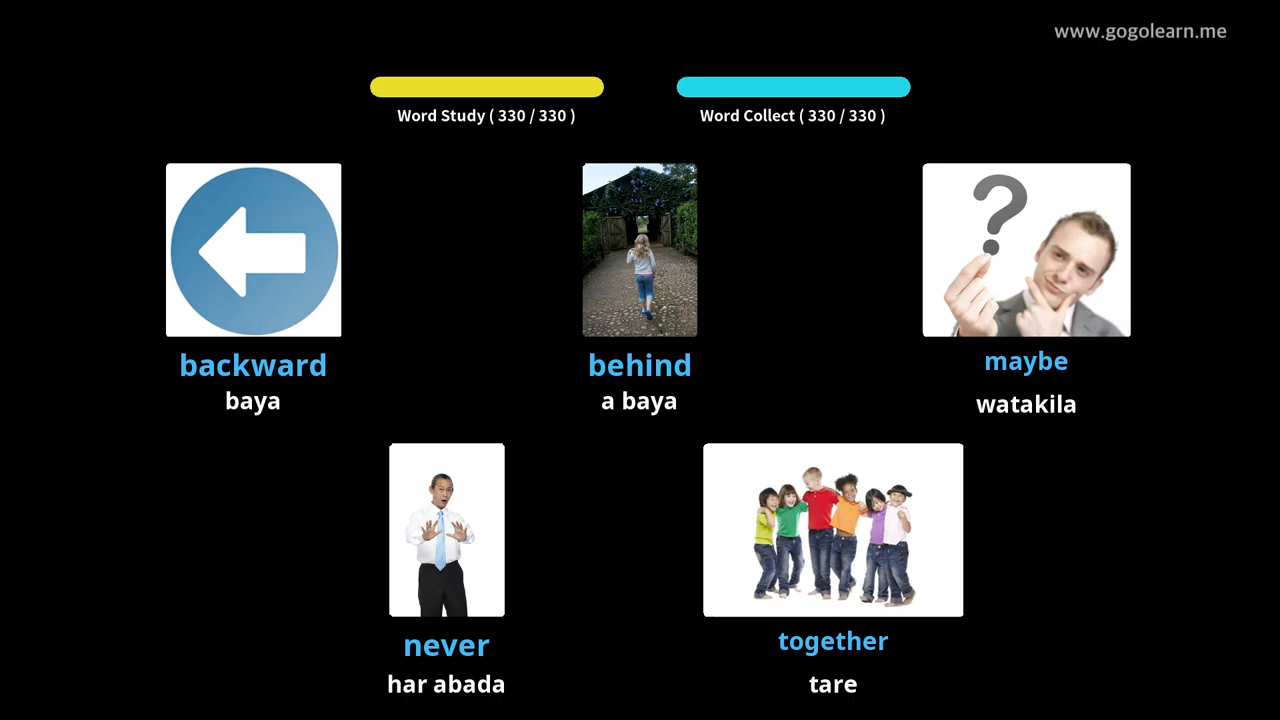 www.gogolearn.me
Word Study ( 330 / 330 )
Word Collect ( 330 / 330 )
backward
baya
behind
a baya
maybe
watakila
never
har abada
together
tare